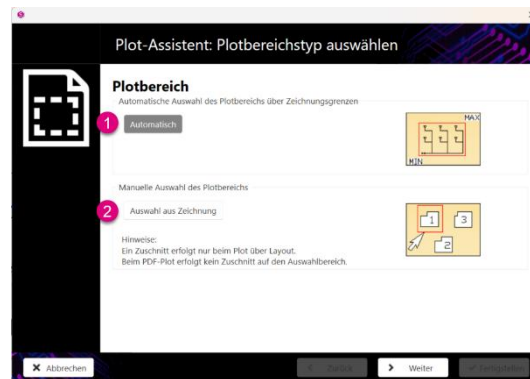 Plot-Assistent: Plotbereichstyp auswählen
Plotbereich
Automatische Auswahl des Plotbereichs über Zeichnungsgrenzen
1
Automatisch
MAX
MIN
Manuelle Auswahl des Plotbereichs
2
Auswahl aus Zeichnung
1
3
2
Hinweise:
Ein Zuschnitt erfolgt nur beim Plot über Layout.
Beim PDF-Plot erfolgt kein Zuschnitt auf den Auswahlbereich.
Abbrechen
Zurück
Weiter
Fertigstellen